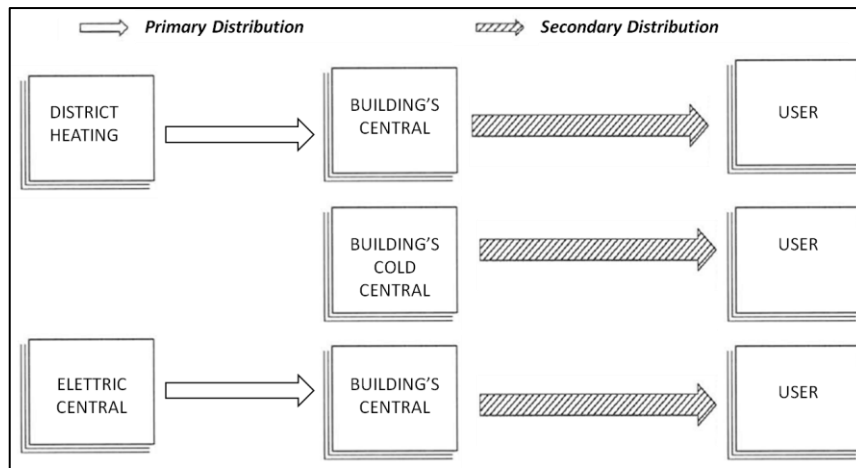 Primary Distribution
Secondary Distribution
DISTRICT
HEATING
BUILDING'S
CENTRAL
USER
BUILDING'S
COLD
CENTRAL
USER
ELETTRIC
CENTRAL
BUILDING'S
CENTRAL
USER